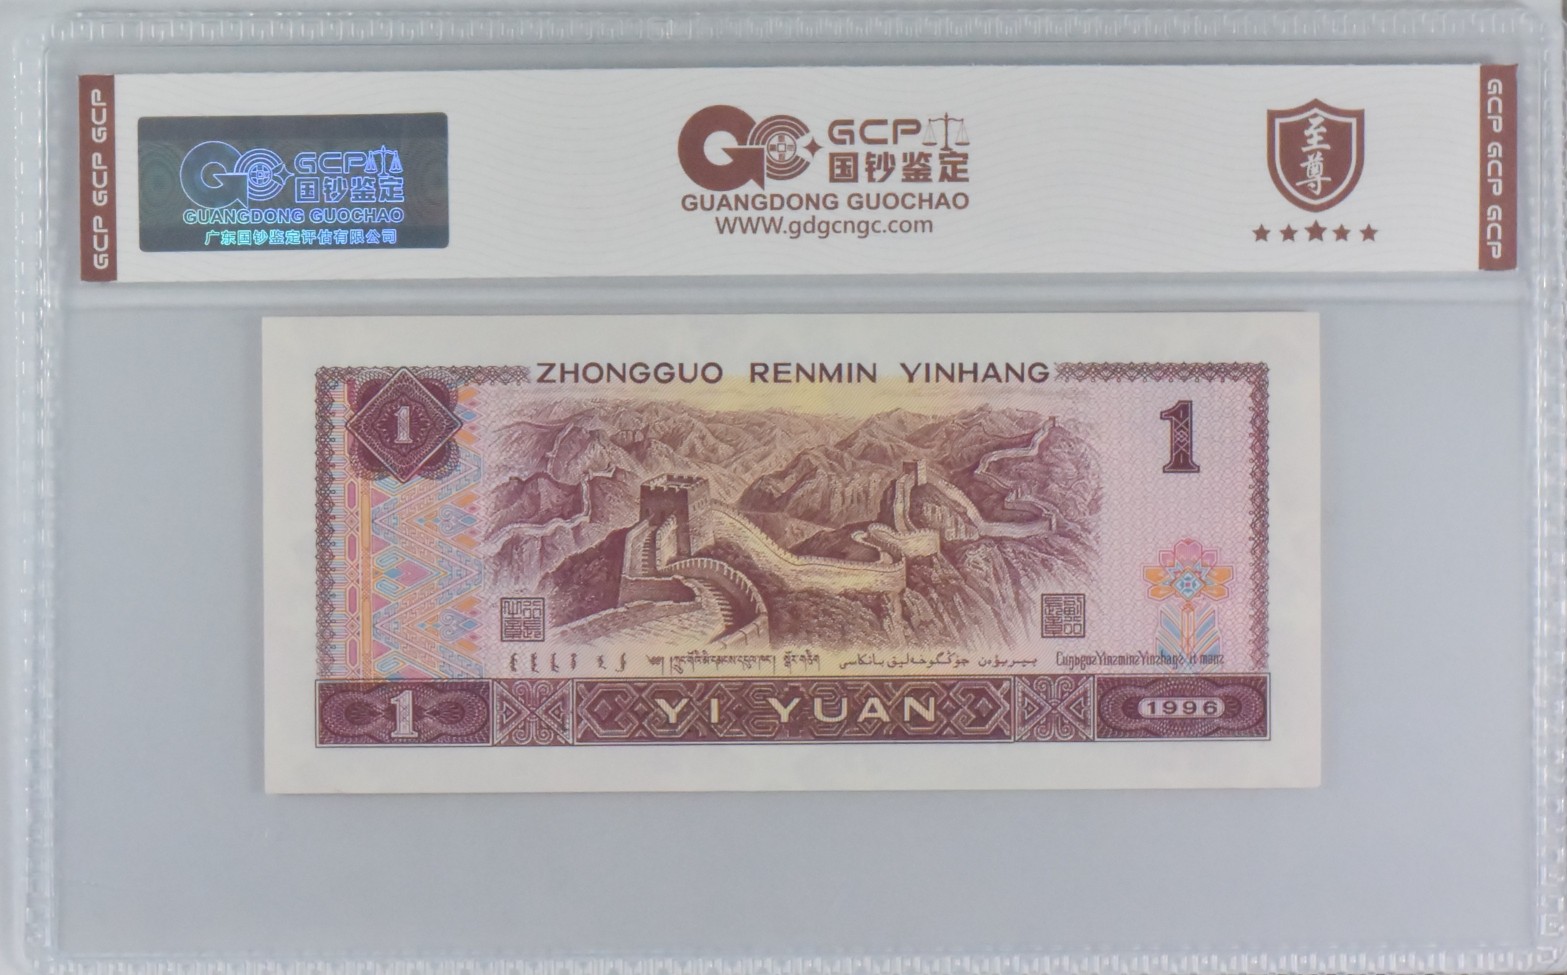 GCP GCP GCP
GCP
国钞鉴定
GUANGDONG GUOCHAO
广东国钞鉴定评估有限公司
GCP
国钞鉴定
GUANGDONG GUOCHAO
WWW.gdgcngc.com
至
尊
GCP GCP GCP
ZHONGGUO RENMIN YINHANG
1
1
1
YI YUAN
1996